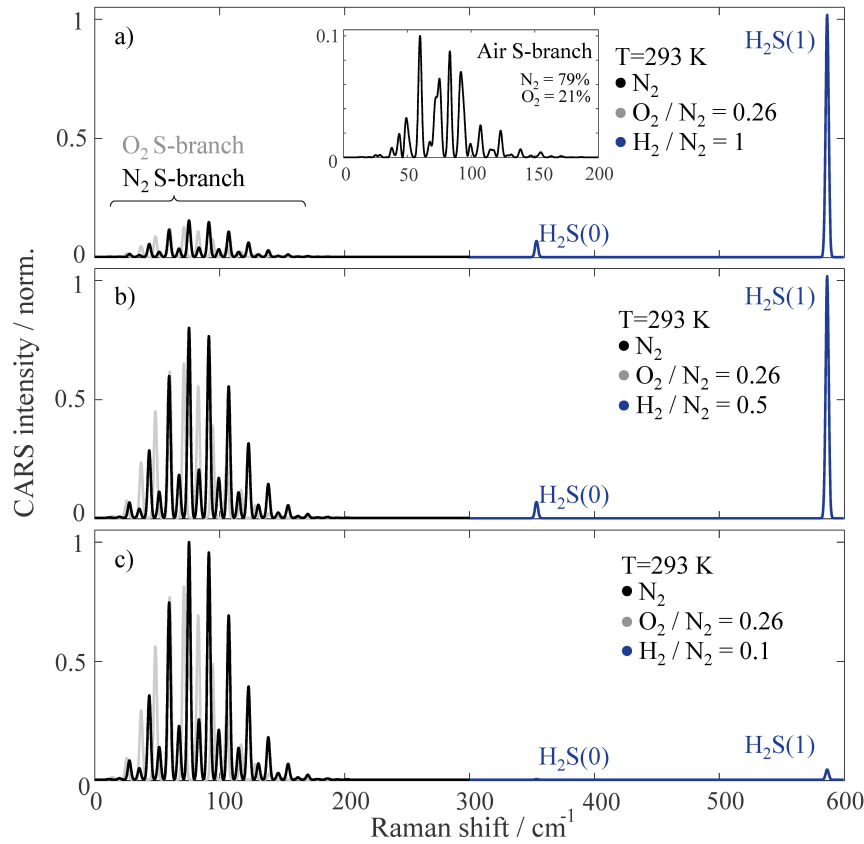 a)
1
0.5
0
O₂ S-branch
N₂ S-branch
0.1
0
0 50 100 150 200
Air S-branch
N₂ = 79%
O₂ = 21%
H₂S(0)
H₂S(1)
T=293 K
N₂
O₂ / N₂ = 0.26
H₂ / N₂ = 1
CARS intensity / norm.
b)
1
0.5
0
H₂S(0)
H₂S(1)
T=293 K
N₂
O₂ / N₂ = 0.26
H₂ / N₂ = 0.5
c)
1
0.5
0
H₂S(0)
H₂S(1)
T=293 K
N₂
O₂ / N₂ = 0.26
H₂ / N₂ = 0.1
0 100 200 300 400 500 600
Raman shift / cm⁻¹